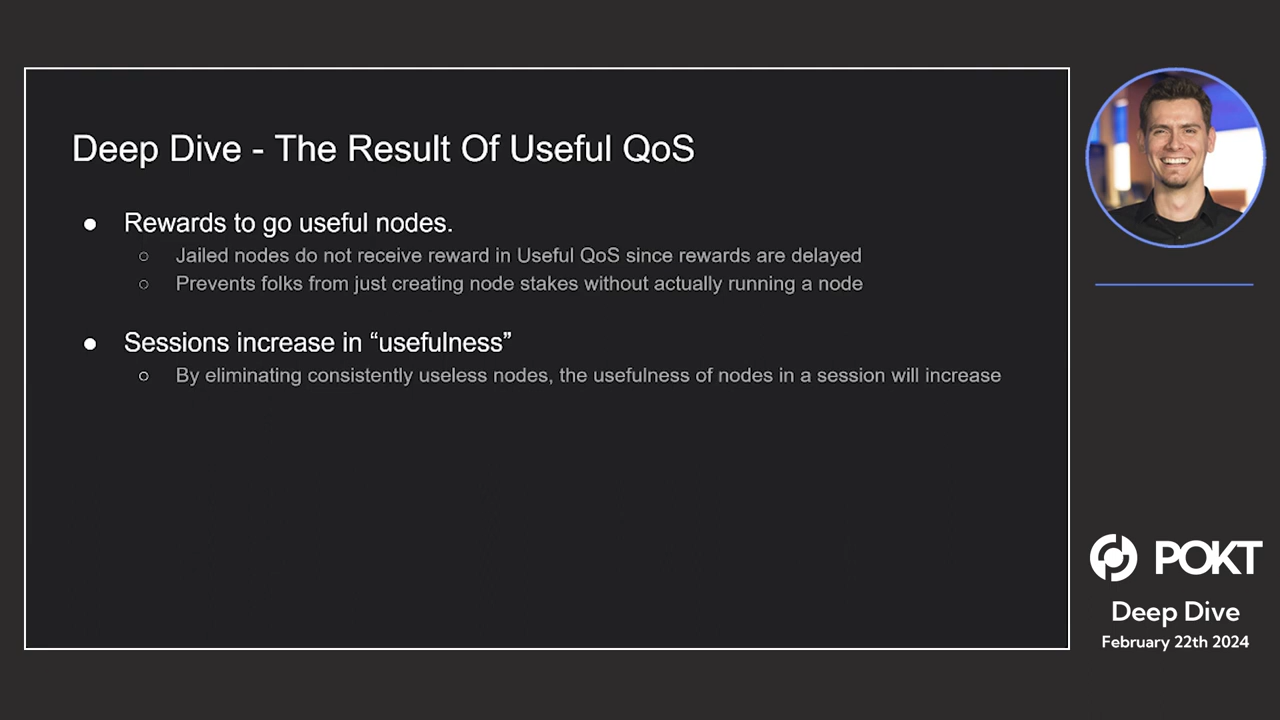 Deep Dive - The Result Of Useful QoS
● Rewards to go useful nodes.
○ Jailed nodes do not receive reward in Useful QoS since rewards are delayed
○ Prevents folks from just creating node stakes without actually running a node
● Sessions increase in “usefulness”
○ By eliminating consistently useless nodes, the usefulness of nodes in a session will increase
POKT
Deep Dive
February 22th 2024